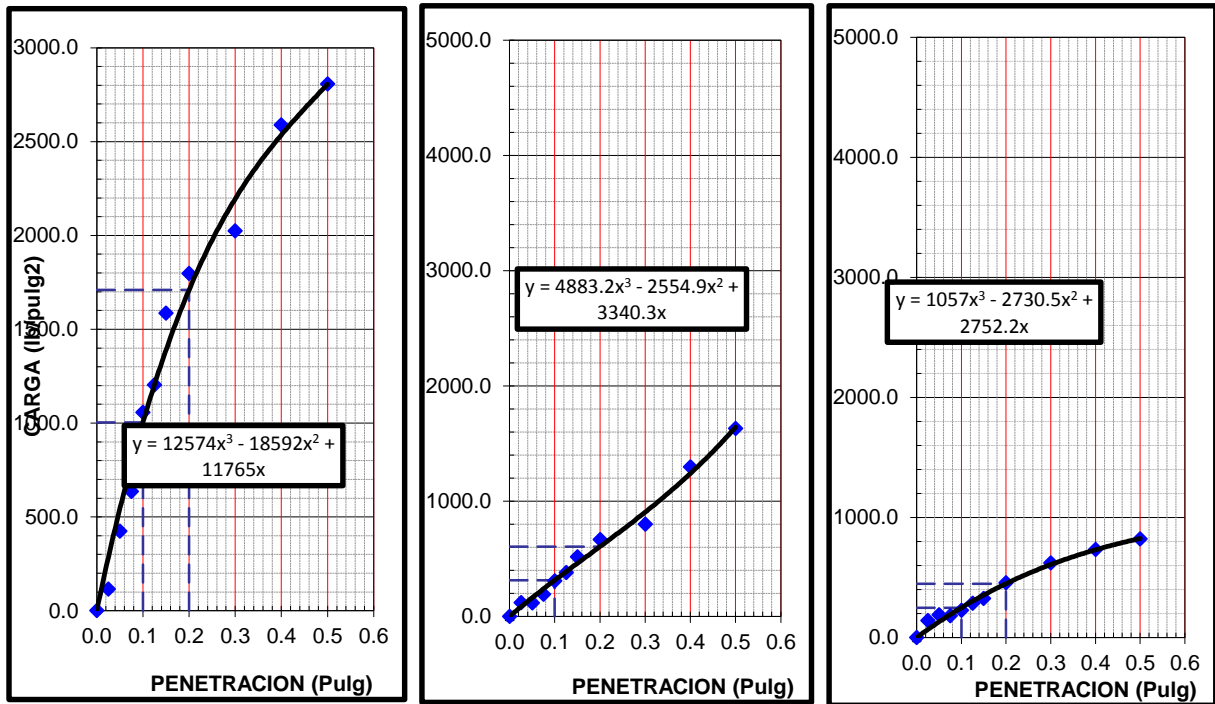 3000.0
2500.0
2000.0
1500.0
1000.0
500.0
0.0
CARGA (lb/pulg2)
y = 12574x³ - 18592x² +
11765x
0.0 0.1 0.2 0.3 0.4 0.5 0.6
PENETRACION (Pulg)
5000.0
4000.0
3000.0
2000.0
1000.0
0.0
y = 4883.2x³ - 2554.9x² +
3340.3x
0.0 0.1 0.2 0.3 0.4 0.5 0.6
PENETRACION (Pulg)
5000.0
4000.0
3000.0
2000.0
1000.0
0.0
y = 1057x³ - 2730.5x² +
2752.2x
0.0 0.1 0.2 0.3 0.4 0.5 0.6
PENETRACION (Pulg)